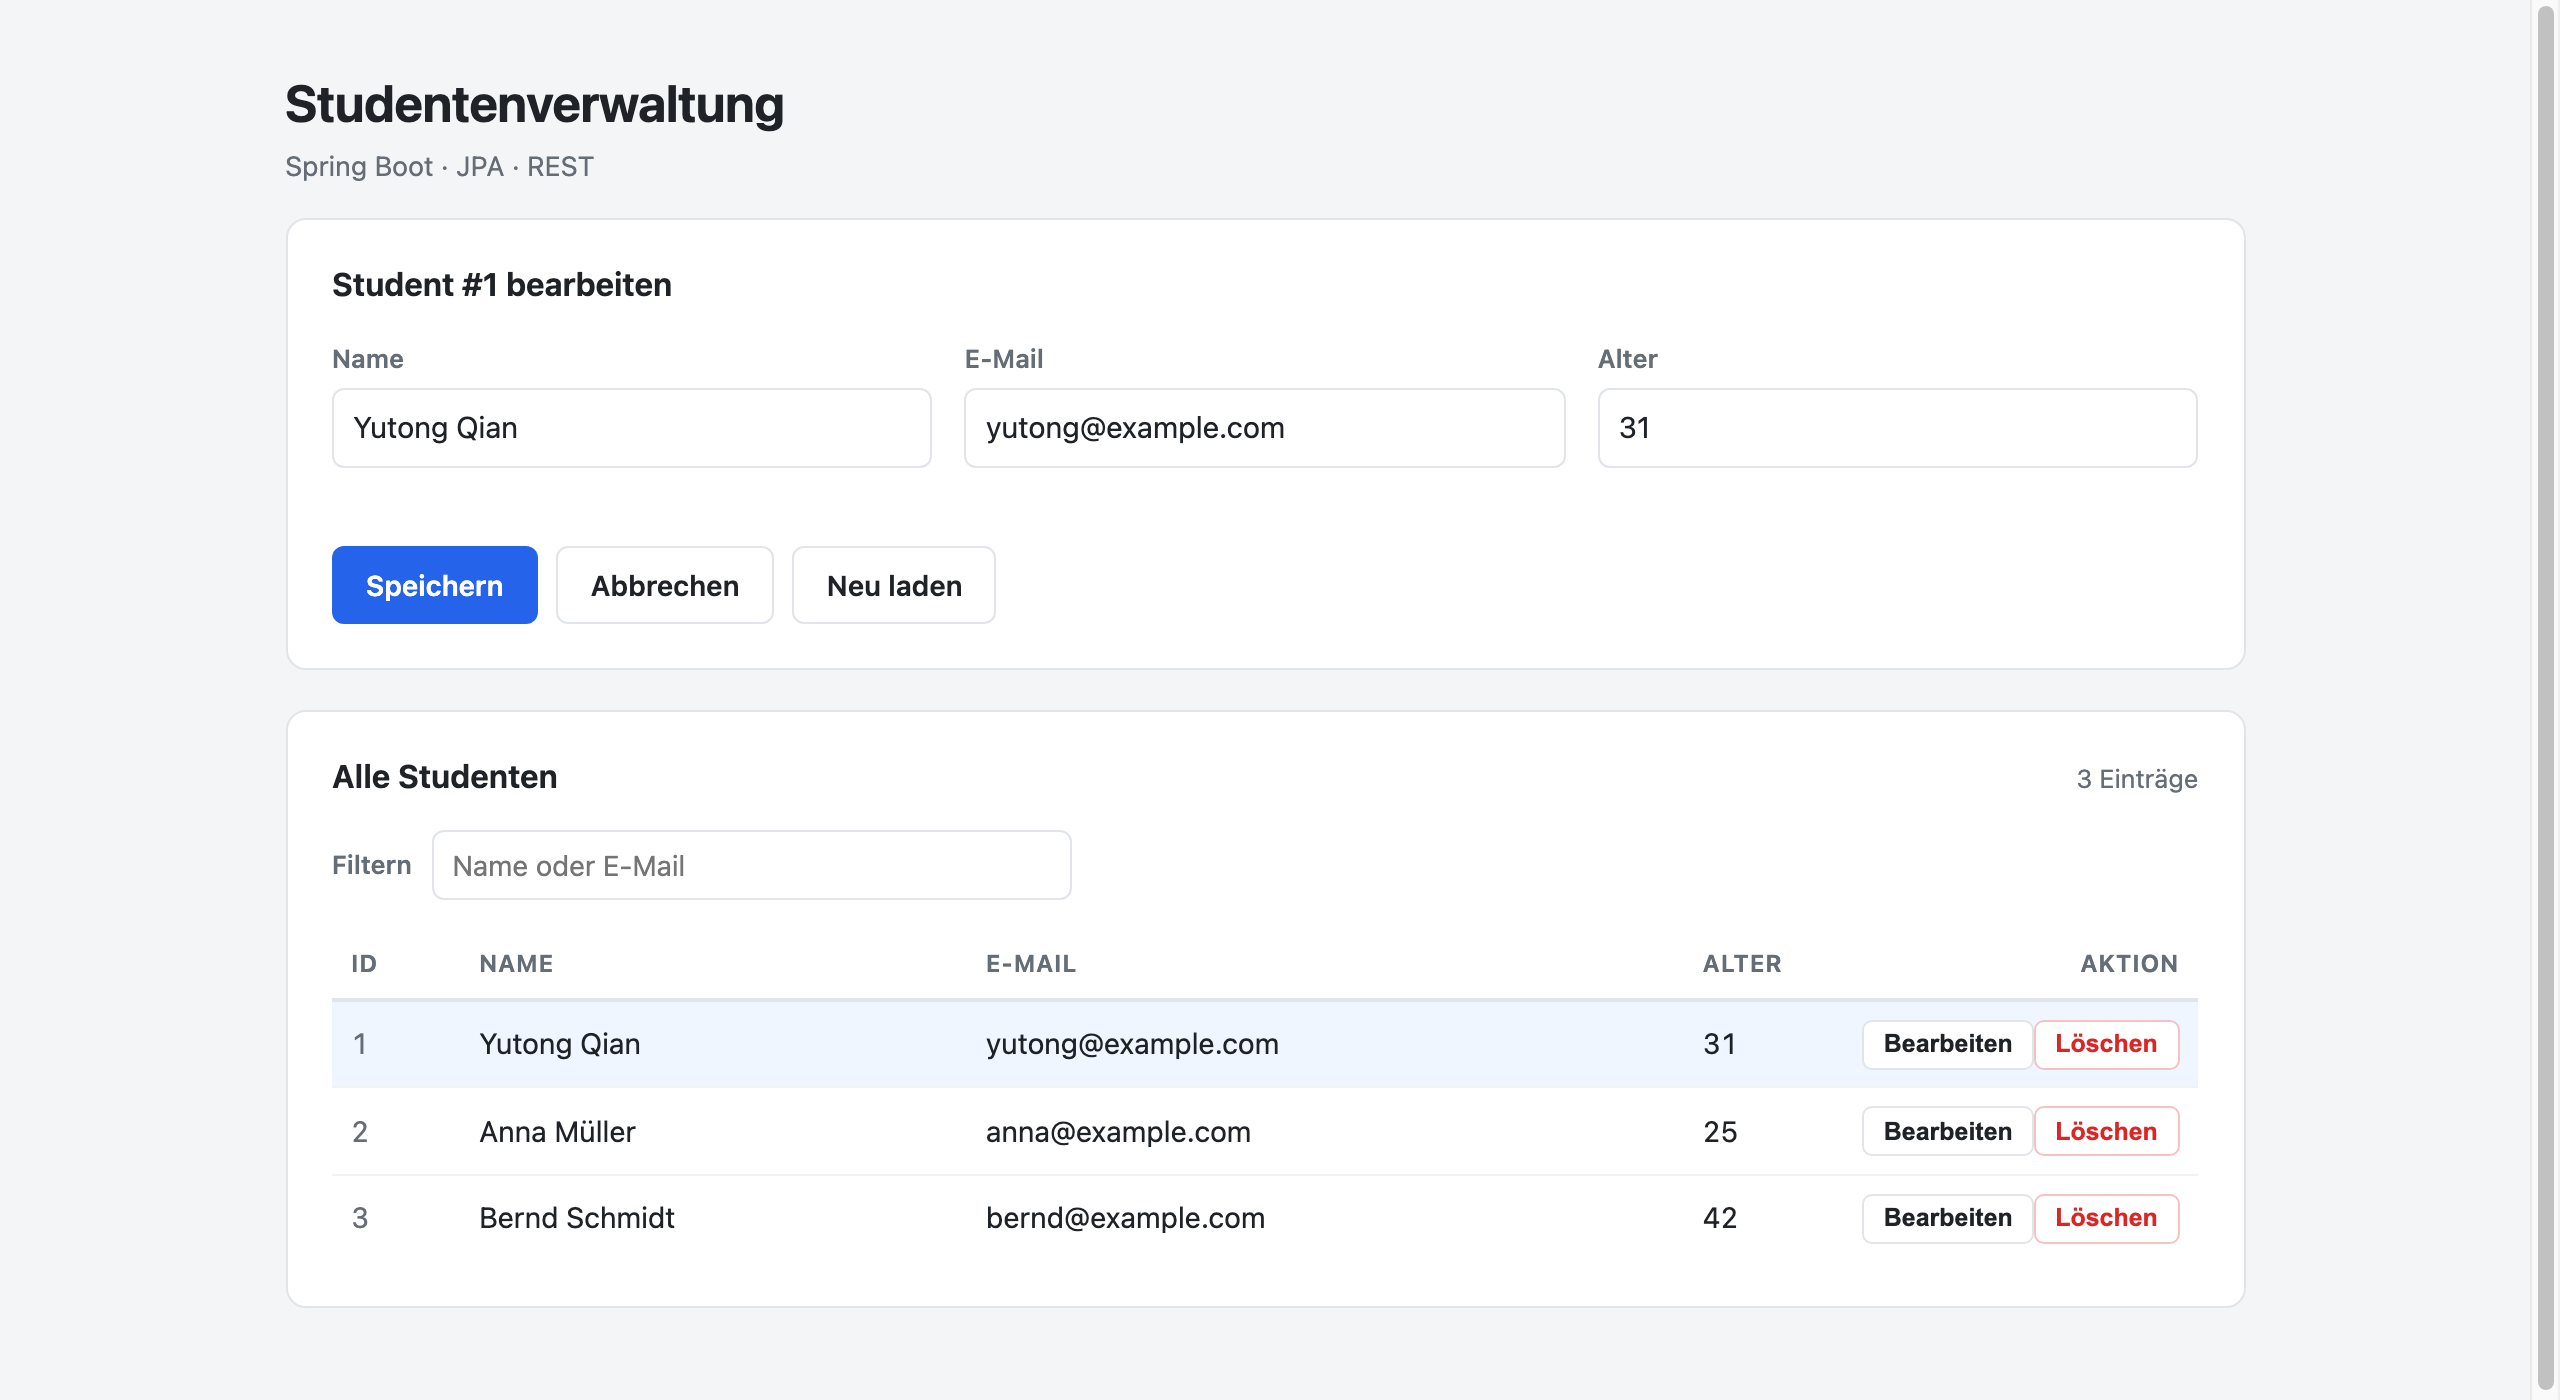 Studentenverwaltung
Spring Boot · JPA · REST
Student #1 bearbeiten
Name E-Mail Alter
Yutong Qian yutong@example.com 31
Speichern Abbrechen Neu laden
Alle Studenten 3 Einträge
Filtern Name oder E-Mail
ID NAME E-MAIL ALTER AKTION
1 Yutong Qian yutong@example.com 31 Bearbeiten Löschen
2 Anna Müller anna@example.com 25 Bearbeiten Löschen
3 Bernd Schmidt bernd@example.com 42 Bearbeiten Löschen